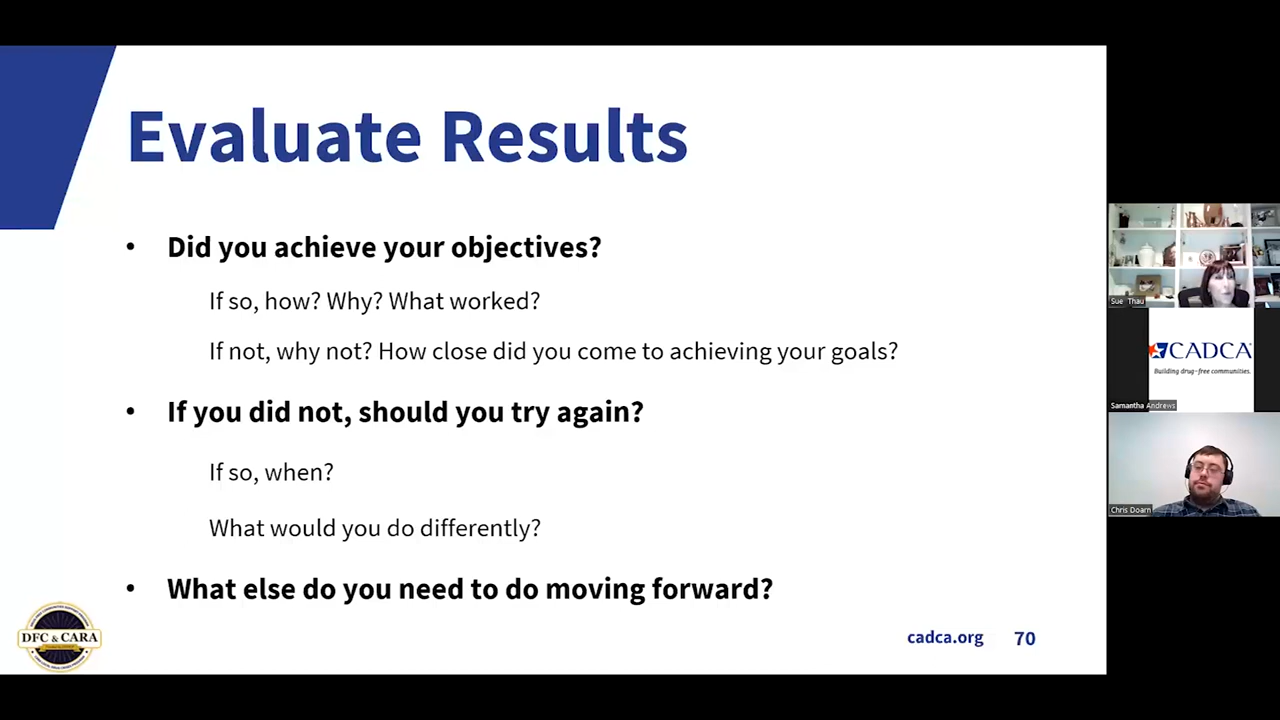 Evaluate Results
• Did you achieve your objectives?
If so, how? Why? What worked?
If not, why not? How close did you come to achieving your goals?
• If you did not, should you try again?
If so, when?
What would you do differently?
• What else do you need to do moving forward?
DFC & CARA
cadca.org 70
Sue Thau
CADCA
Building drug-free communities.
Samantha Andrews
Chris Doarn